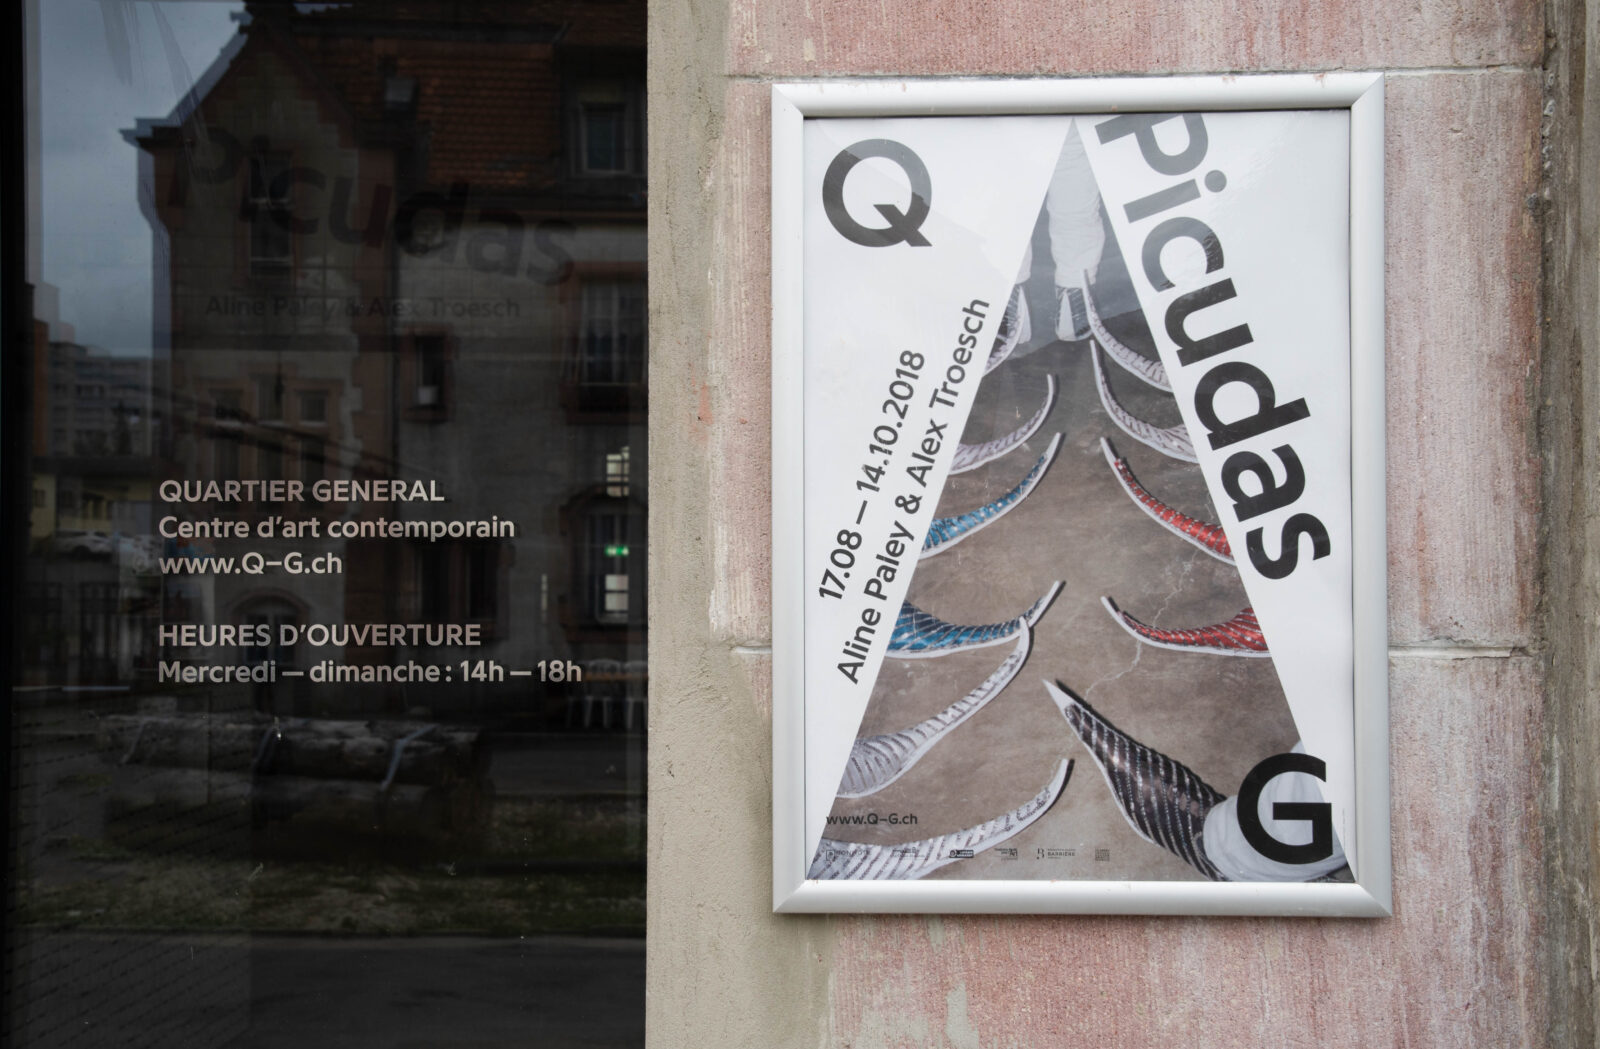 Picudas
Aline Paley & Alex Troesch
QUARTIER GENERAL
Centre d'art contemporain
www.Q–G.ch
HEURES D'OUVERTURE
Mercredi — dimanche : 14h — 18h
Q
Picudas
17.08 — 14.10.2018
Aline Paley & Alex Troesch
www.Q–G.ch
G